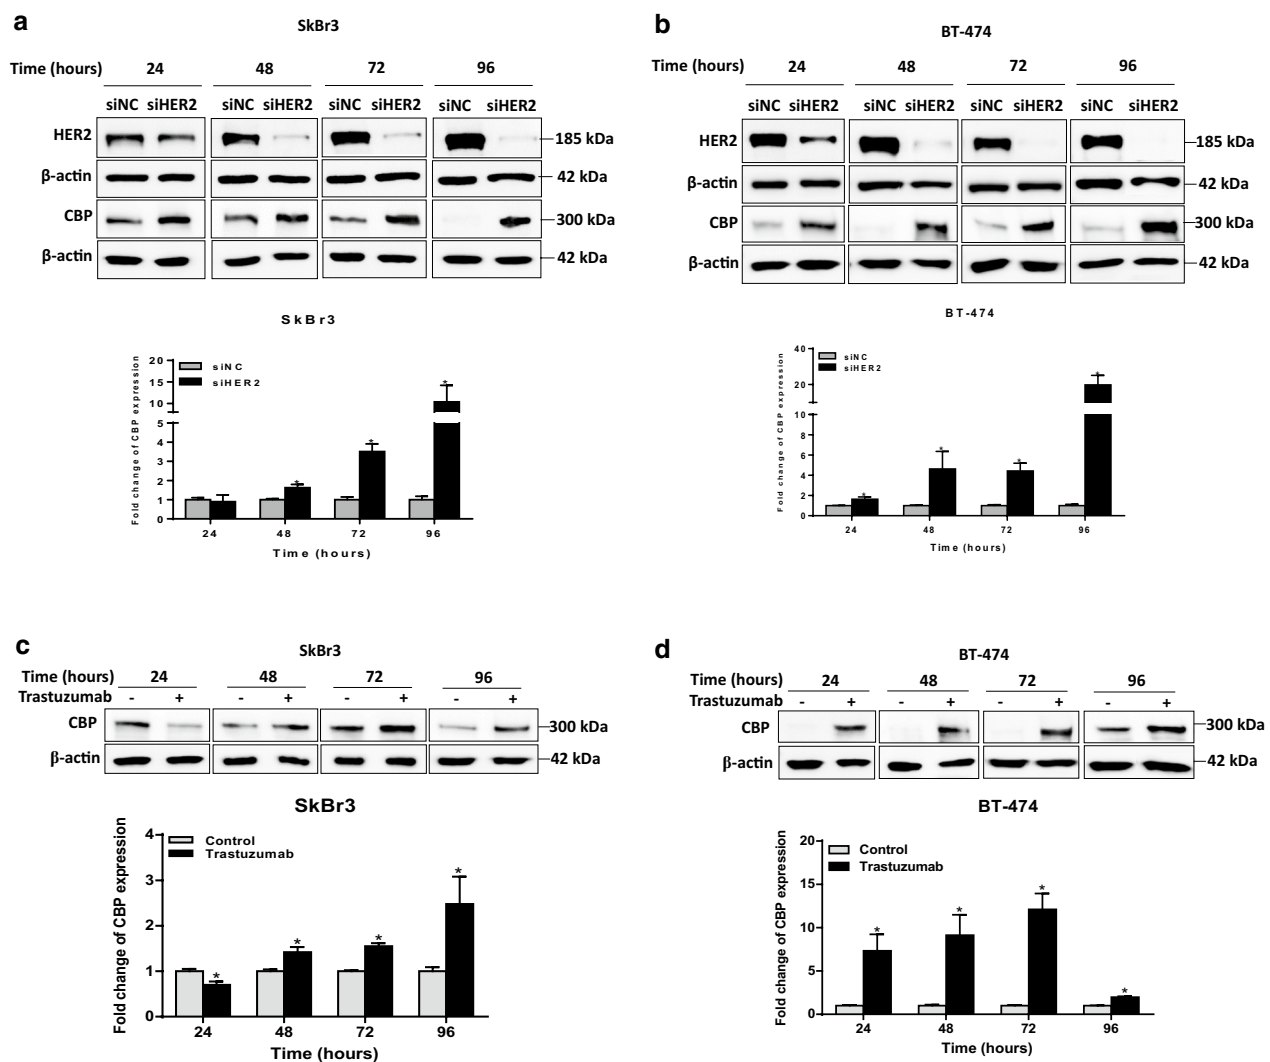 a
SkBr3
Time (hours) 24 48 72 96
siNC siHER2 siNC siHER2 siNC siHER2 siNC siHER2
HER2 185 kDa
β-actin 42 kDa
CBP 300 kDa
β-actin 42 kDa
SkBr3
Fold change of CBP expression
siNC
siHER2
20
15
10
5
4
3
2
1
0
* * *
24 48 72 96
Time (hours)
b
BT-474
Time (hours) 24 48 72 96
siNC siHER2 siNC siHER2 siNC siHER2 siNC siHER2
HER2 185 kDa
β-actin 42 kDa
CBP 300 kDa
β-actin 42 kDa
BT-474
Fold change of CBP expression
siNC
siHER2
40
20
10
8
6
4
2
0
* * * *
24 48 72 96
Time (hours)
c
SkBr3
Time (hours) 24 48 72 96
Trastuzumab - + - + - + - +
CBP 300 kDa
β-actin 42 kDa
SkBr3
Fold change of CBP expression
Control
Trastuzumab
4
3
2
1
0
* * * *
24 48 72 96
Time (hours)
d
BT-474
Time (hours) 24 48 72 96
Trastuzumab - + - + - + - +
CBP 300 kDa
β-actin 42 kDa
BT-474
Fold change of CBP expression
Control
Trastuzumab
20
15
10
5
0
* * * *
24 48 72 96
Time (hours)